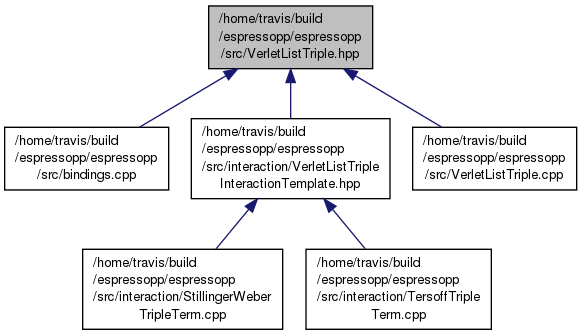 /home/travis/build
/espressopp/espressopp
/src/VerletListTriple.hpp
/home/travis/build
/espressopp/espressopp
/src/bindings.cpp
/home/travis/build
/espressopp/espressopp
/src/interaction/VerletListTriple
InteractionTemplate.hpp
/home/travis/build
/espressopp/espressopp
/src/VerletListTriple.cpp
/home/travis/build
/espressopp/espressopp
/src/interaction/StillingerWeber
TripleTerm.cpp
/home/travis/build
/espressopp/espressopp
/src/interaction/TersoffTriple
Term.cpp